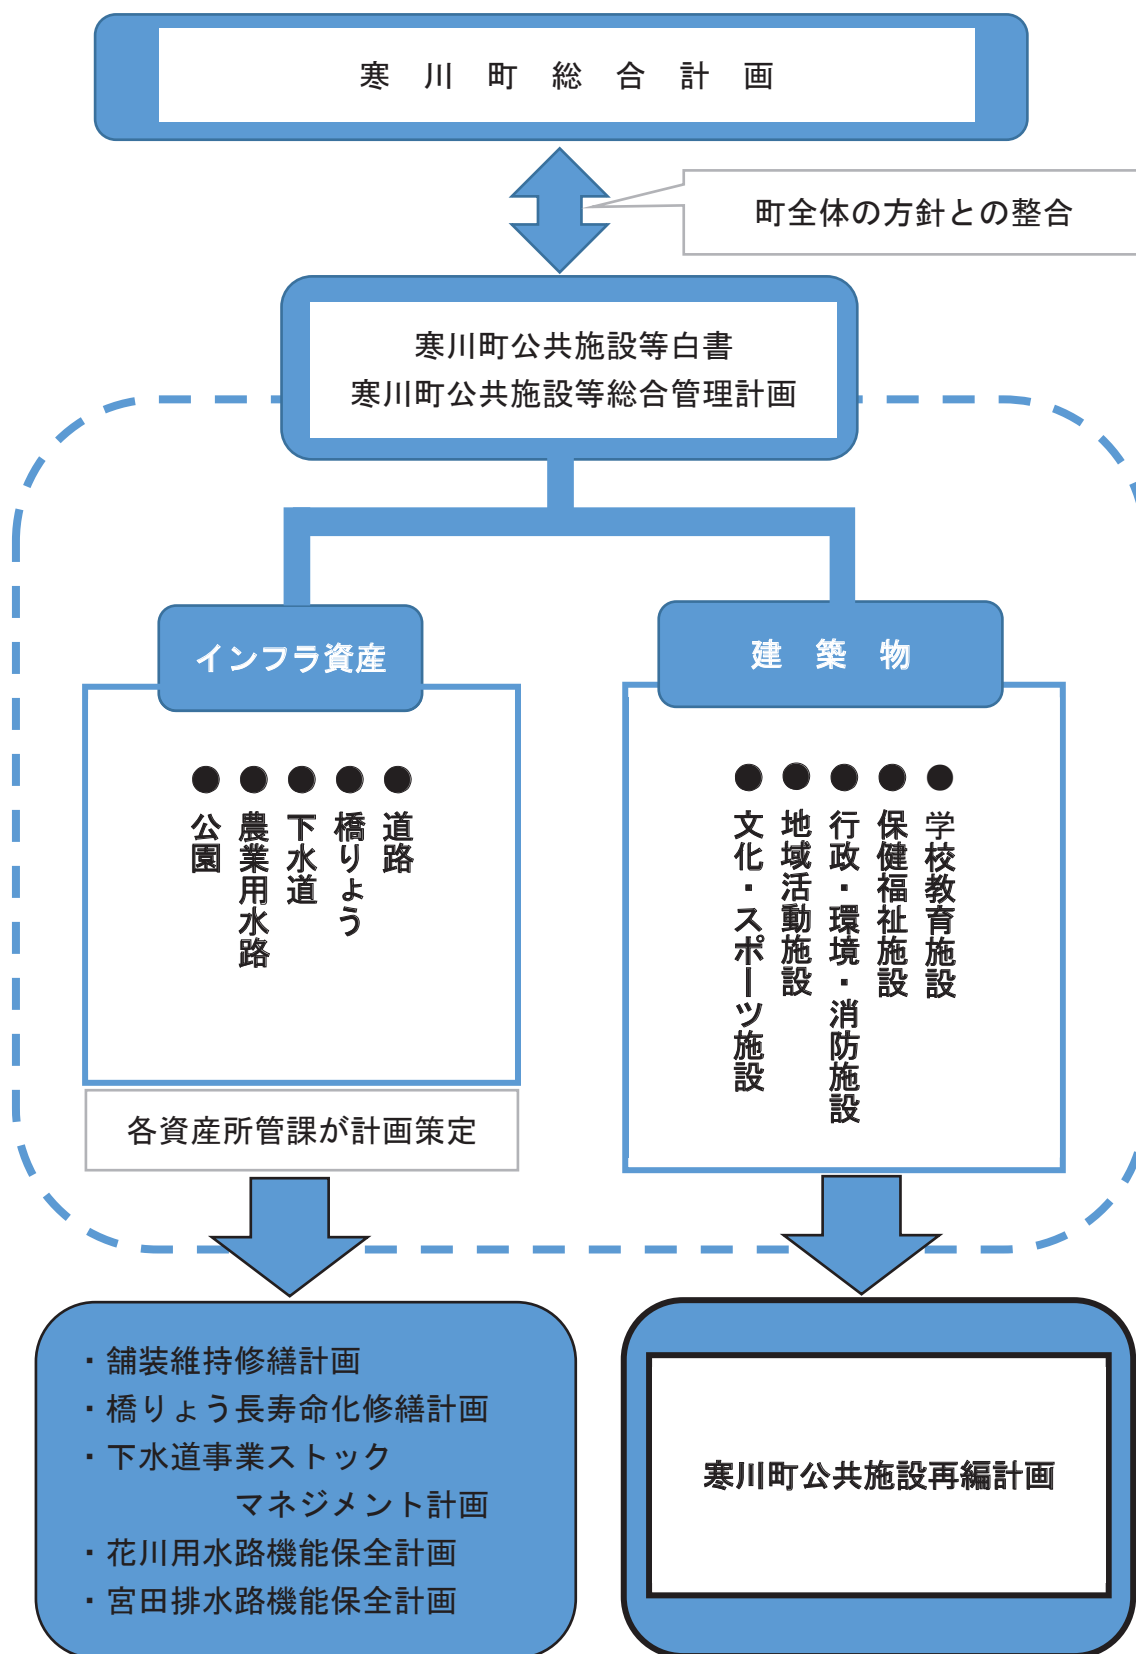 寒川町総合計画
町全体の方針との整合
寒川町公共施設等白書
寒川町公共施設等総合管理計画
インフラ資産
●道路
●橋りょう
●下水道
●農業用水路
●公園
各資産所管課が計画策定
建築物
●学校教育施設
●保健福祉施設
●行政・環境・消防施設
●地域活動施設
●文化・スポーツ施設
・舗装維持修繕計画
・橋りょう長寿命化修繕計画
・下水道事業ストック
マネジメント計画
・花川用水路機能保全計画
・宮田排水路機能保全計画
寒川町公共施設再編計画